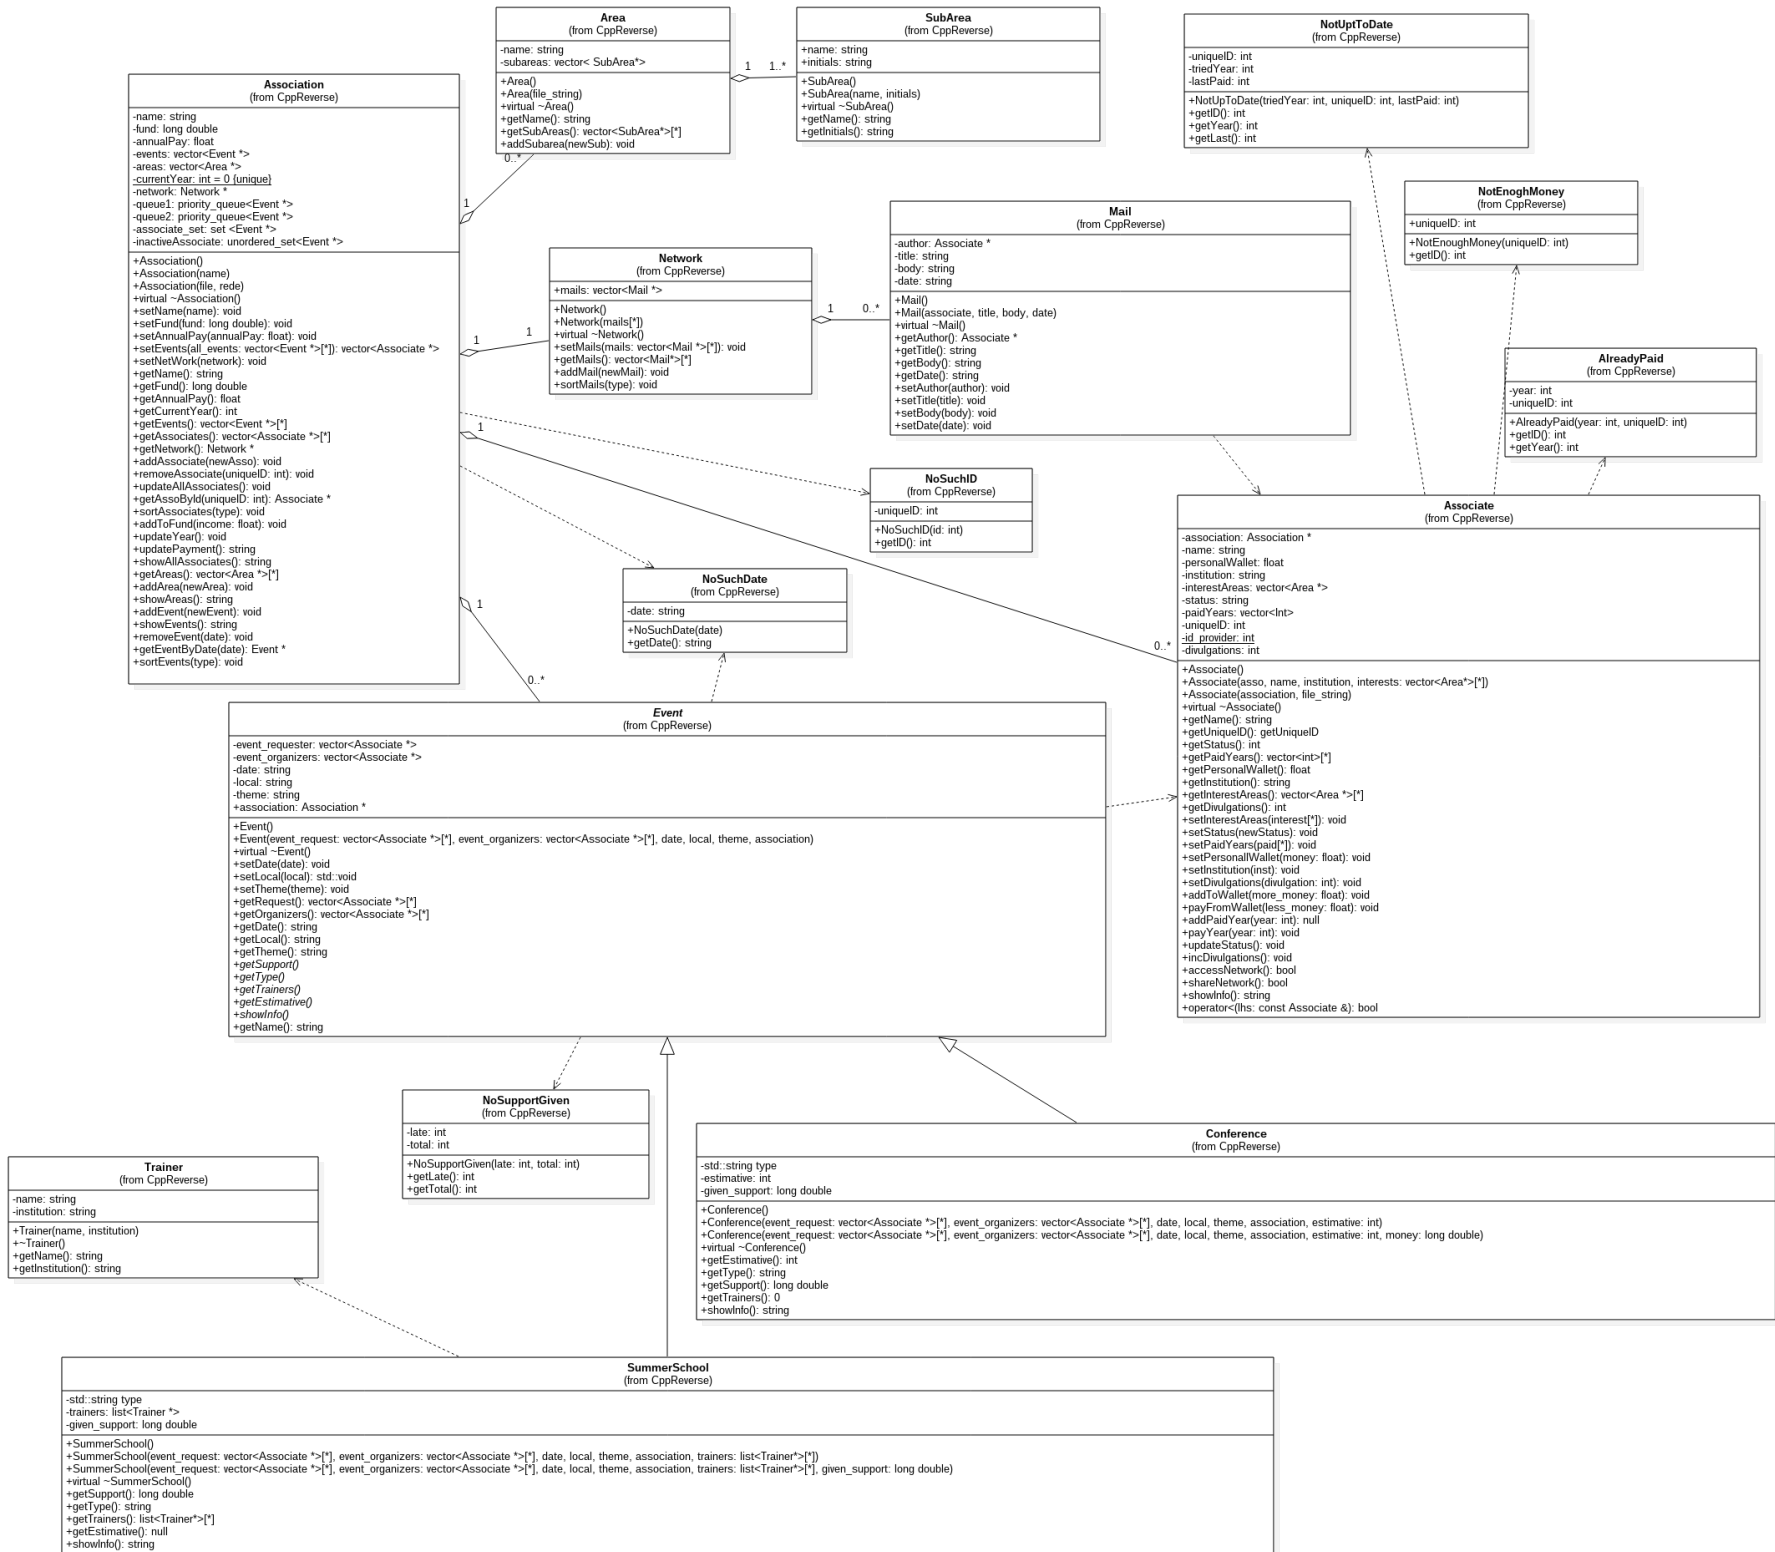 Area
(from CppReverse)
-name: string
-subareas: vector< SubArea*>
+Area()
+Area(file_string)
+virtual ~Area()
+getName(): string
+getSubAreas(): vector<SubArea*>[*]
+addSubarea(newSub): void
1
1..*
SubArea
(from CppReverse)
+name: string
+initials: string
+SubArea()
+SubArea(name, initials)
+virtual ~SubArea()
+getName(): string
+getInitials(): string
NotUptToDate
(from CppReverse)
-uniqueID: int
-triedYear: int
-lastPaid: int
+NotUpToDate(triedYear: int, uniqueID: int, lastPaid: int)
+getID(): int
+getYear(): int
+getLast(): int
Association
(from CppReverse)
-name: string
-fund: long double
-annualPay: float
-events: vector<Event *>
-areas: vector<Area *>
-currentYear: int = 0 {unique}
-network: Network *
-queue1: priority_queue<Event *>
-queue2: priority_queue<Event *>
-associate_set: set <Event *>
-inactiveAssociate: unordered_set<Event *>
+Association()
+Association(name)
+Association(file, rede)
+virtual ~Association()
+setName(name): void
+setFund(fund: long double): void
+setAnnualPay(annualPay: float): void
+setEvents(all_events: vector<Event *>[*]): vector<Associate *>
+setNetWork(network): void
+getName(): string
+getFund(): long double
+getAnnualPay(): float
+getCurrentYear(): int
+getEvents(): vector<Event *>[*]
+getAssociates(): vector<Associate *>[*]
+getNetwork(): Network *
+addAssociate(newAsso): void
+removeAssociate(uniqueID: int): void
+updateAllAssociates(): void
+getAssoById(uniqueID: int): Associate *
+sortAssociates(type): void
+addToFund(income: float): void
+updateYear(): void
+updatePayment(): string
+showAllAssociates(): string
+getAreas(): vector<Area *>[*]
+addArea(newArea): void
+showAreas(): string
+addEvent(newEvent): void
+showEvents(): string
+removeEvent(date): void
+getEventByDate(date): Event *
+sortEvents(type): void
0..*
1
1
1
1
1
0..*
0..*
Network
(from CppReverse)
+mails: vector<Mail *>
+Network()
+Network(mails[*])
+virtual ~Network()
+setMails(mails: vector<Mail *>[*]): void
+getMails(): vector<Mail*>[*]
+addMail(newMail): void
+sortMails(type): void
1
0..*
Mail
(from CppReverse)
-author: Associate *
-title: string
-body: string
-date: string
+Mail()
+Mail(associate, title, body, date)
+virtual ~Mail()
+getAuthor(): Associate *
+getTitle(): string
+getBody(): string
+getDate(): string
+setAuthor(author): void
+setTitle(title): void
+setBody(body): void
+setDate(date): void
NotEnoghMoney
(from CppReverse)
+uniqueID: int
+NotEnoughMoney(uniqueID: int)
+getID(): int
AlreadyPaid
(from CppReverse)
-year: int
-uniqueID: int
+AlreadyPaid(year: int, uniqueID: int)
+getID(): int
+getYear(): int
NoSuchID
(from CppReverse)
-uniqueID: int
+NoSuchID(id: int)
+getID(): int
NoSuchDate
(from CppReverse)
-date: string
+NoSuchDate(date)
+getDate(): string
Associate
(from CppReverse)
-association: Association *
-name: string
-personalWallet: float
-institution: string
-interestAreas: vector<Area *>
-status: string
-paidYears: vector<Int>
-uniqueID: int
-id_provider: int
-divulgations: int
+Associate()
+Associate(asso, name, institution, interests: vector<Area*>[*])
+Associate(association, file_string)
+virtual ~Associate()
+getName(): string
+getUniqueID(): getUniqueID
+getStatus(): int
+getPaidYears(): vector<int>[*]
+getPersonalWallet(): float
+getInstitution(): string
+getInterestAreas(): vector<Area *>[*]
+getDivulgations(): int
+setInterestAreas(interest[*]): void
+setStatus(newStatus): void
+setPaidYears(paid[*]): void
+setPersonallWallet(money: float): void
+setInstitution(inst): void
+setDivulgations(divulgation: int): void
+addToWallet(more_money: float): void
+payFromWallet(less_money: float): void
+addPaidYear(year: int): null
+payYear(year: int): void
+updateStatus(): void
+incDivulgations(): void
+accessNetwork(): bool
+shareNetwork(): bool
+showInfo(): string
+operator<(lhs: const Associate &): bool
Event
(from CppReverse)
-event_requester: vector<Associate *>
-event_organizers: vector<Associate *>
-date: string
-local: string
-theme: string
+association: Association *
+Event()
+Event(event_request: vector<Associate *>[*], event_organizers: vector<Associate *>[*], date, local, theme, association)
+virtual ~Event()
+setDate(date): void
+setLocal(local): std::void
+setTheme(theme): void
+getRequest(): vector<Associate *>[*]
+getOrganizers(): vector<Associate *>[*]
+getDate(): string
+getLocal(): string
+getTheme(): string
+getSupport()
+getType()
+getTrainers()
+getEstimative()
+showInfo()
+getName(): string
NoSupportGiven
(from CppReverse)
-late: int
-total: int
+NoSupportGiven(late: int, total: int)
+getLate(): int
+getTotal(): int
Conference
(from CppReverse)
-std::string type
-estimative: int
-given_support: long double
+Conference()
+Conference(event_request: vector<Associate *>[*], event_organizers: vector<Associate *>[*], date, local, theme, association, estimative: int)
+Conference(event_request: vector<Associate *>[*], event_organizers: vector<Associate *>[*], date, local, theme, association, estimative: int, money: long double)
+virtual ~Conference()
+getEstimative(): int
+getType(): string
+getSupport(): long double
+getTrainers(): 0
+showInfo(): string
Trainer
(from CppReverse)
-name: string
-institution: string
+Trainer(name, institution)
+~Trainer()
+getName(): string
+getInstitution(): string
SummerSchool
(from CppReverse)
-std::string type
-trainers: list<Trainer *>
-given_support: long double
+SummerSchool()
+SummerSchool(event_request: vector<Associate *>[*], event_organizers: vector<Associate *>[*], date, local, theme, association, trainers: list<Trainer*>[*])
+SummerSchool(event_request: vector<Associate *>[*], event_organizers: vector<Associate *>[*], date, local, theme, association, trainers: list<Trainer*>[*], given_support: long double)
+virtual ~SummerSchool()
+getSupport(): long double
+getType(): string
+getTrainers(): list<Trainer*>[*]
+getEstimative(): null
+showInfo(): string